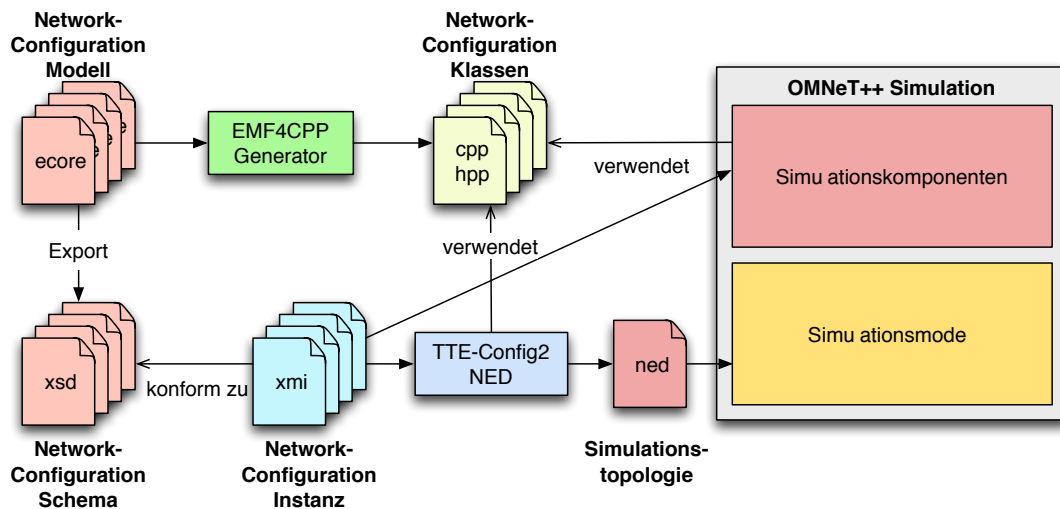 Network-
Configuration
Modell
Network-
Configuration
Klassen
OMNeT++ Simulation
ecore
e
e
EMF4CPP
Generator
cpp
hpp
verwendet
Simu ationskomponenten
Export
verwendet
Simu ationsmode
xsd
konform zu
xmi
TTE-Config2
NED
ned
Network-
Configuration
Schema
Network-
Configuration
Instanz
Simulations-
topologie